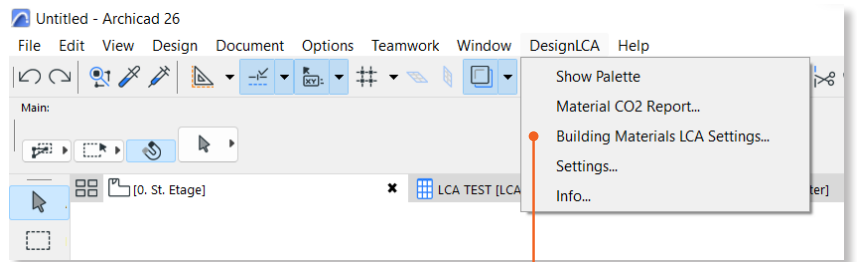 Untitled - Archicad 26
File Edit View Design Document Options Teamwork Window DesignLCA Help
Show Palette
Material CO2 Report...
Building Materials LCA Settings...
Settings...
Info...
Main:
[0. St. Etage]
LCA TEST [LCA